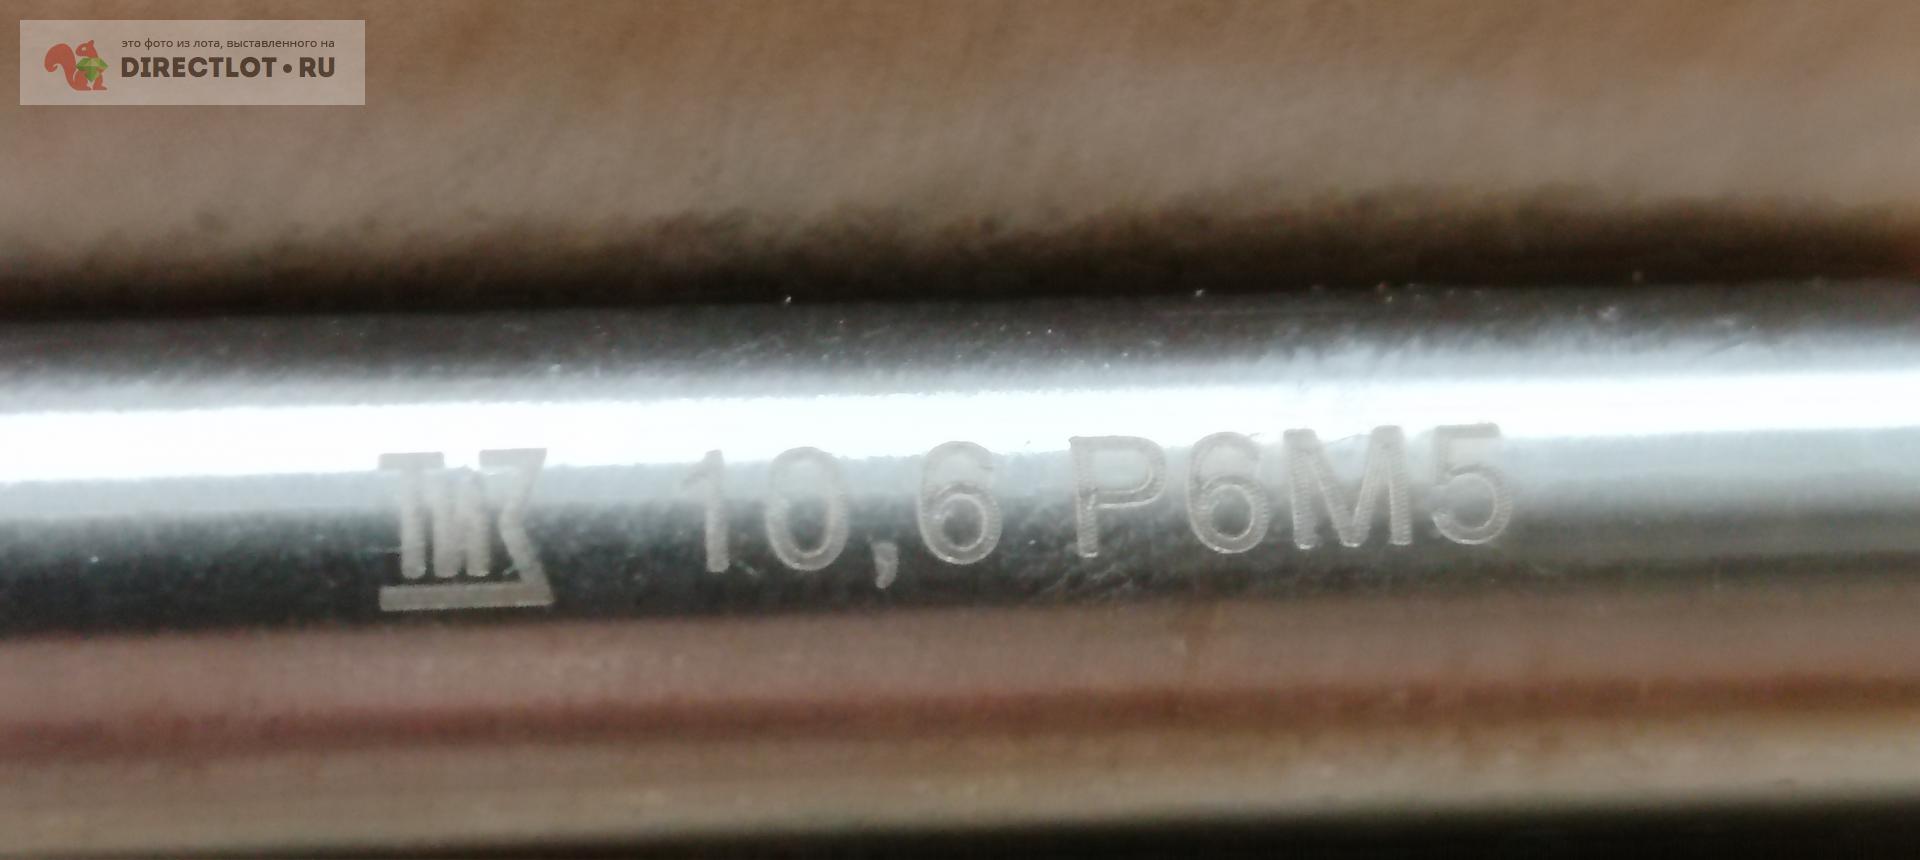 это фото из лота, выставленного на
DIRECTLOT•RU
10,6 Р6М5